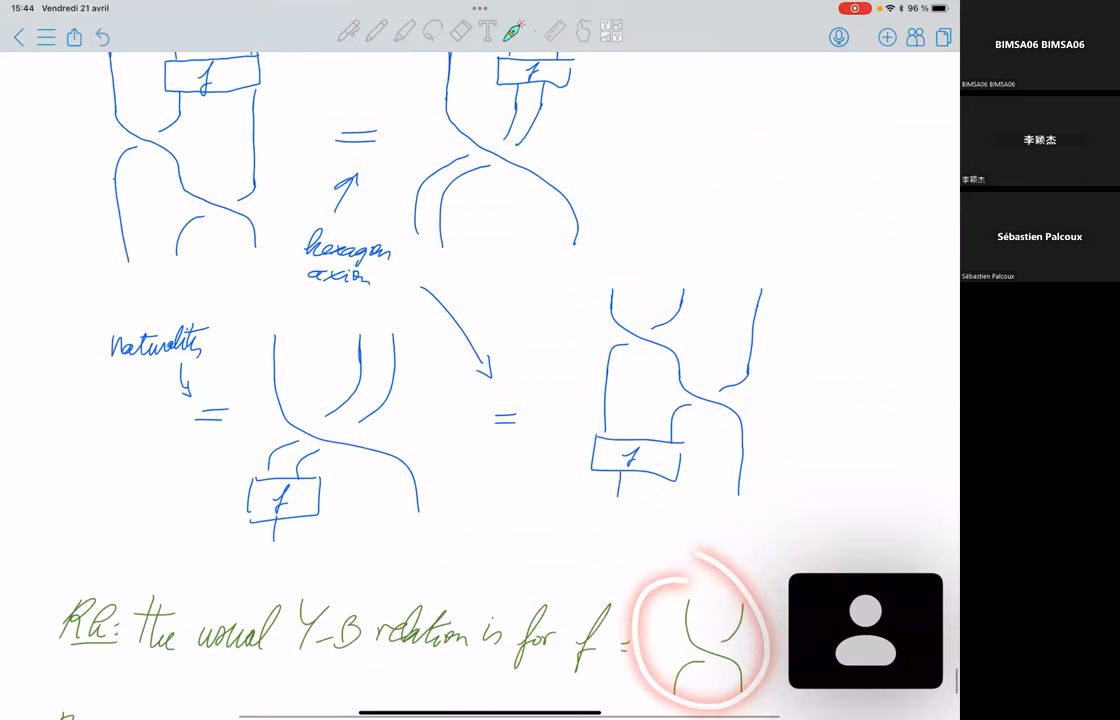 15:44 Vendredi 21 avril
96 %
T
BIMSA06 BIMSA06
BIMSA06 BIMSA06
李颖杰
李颖杰
Sébastien Palcoux
Sébastien Palcoux
f
f
=
hexagon
axiom
naturality
=
=
f
f
Rk: the usual Y-B relation is for f =